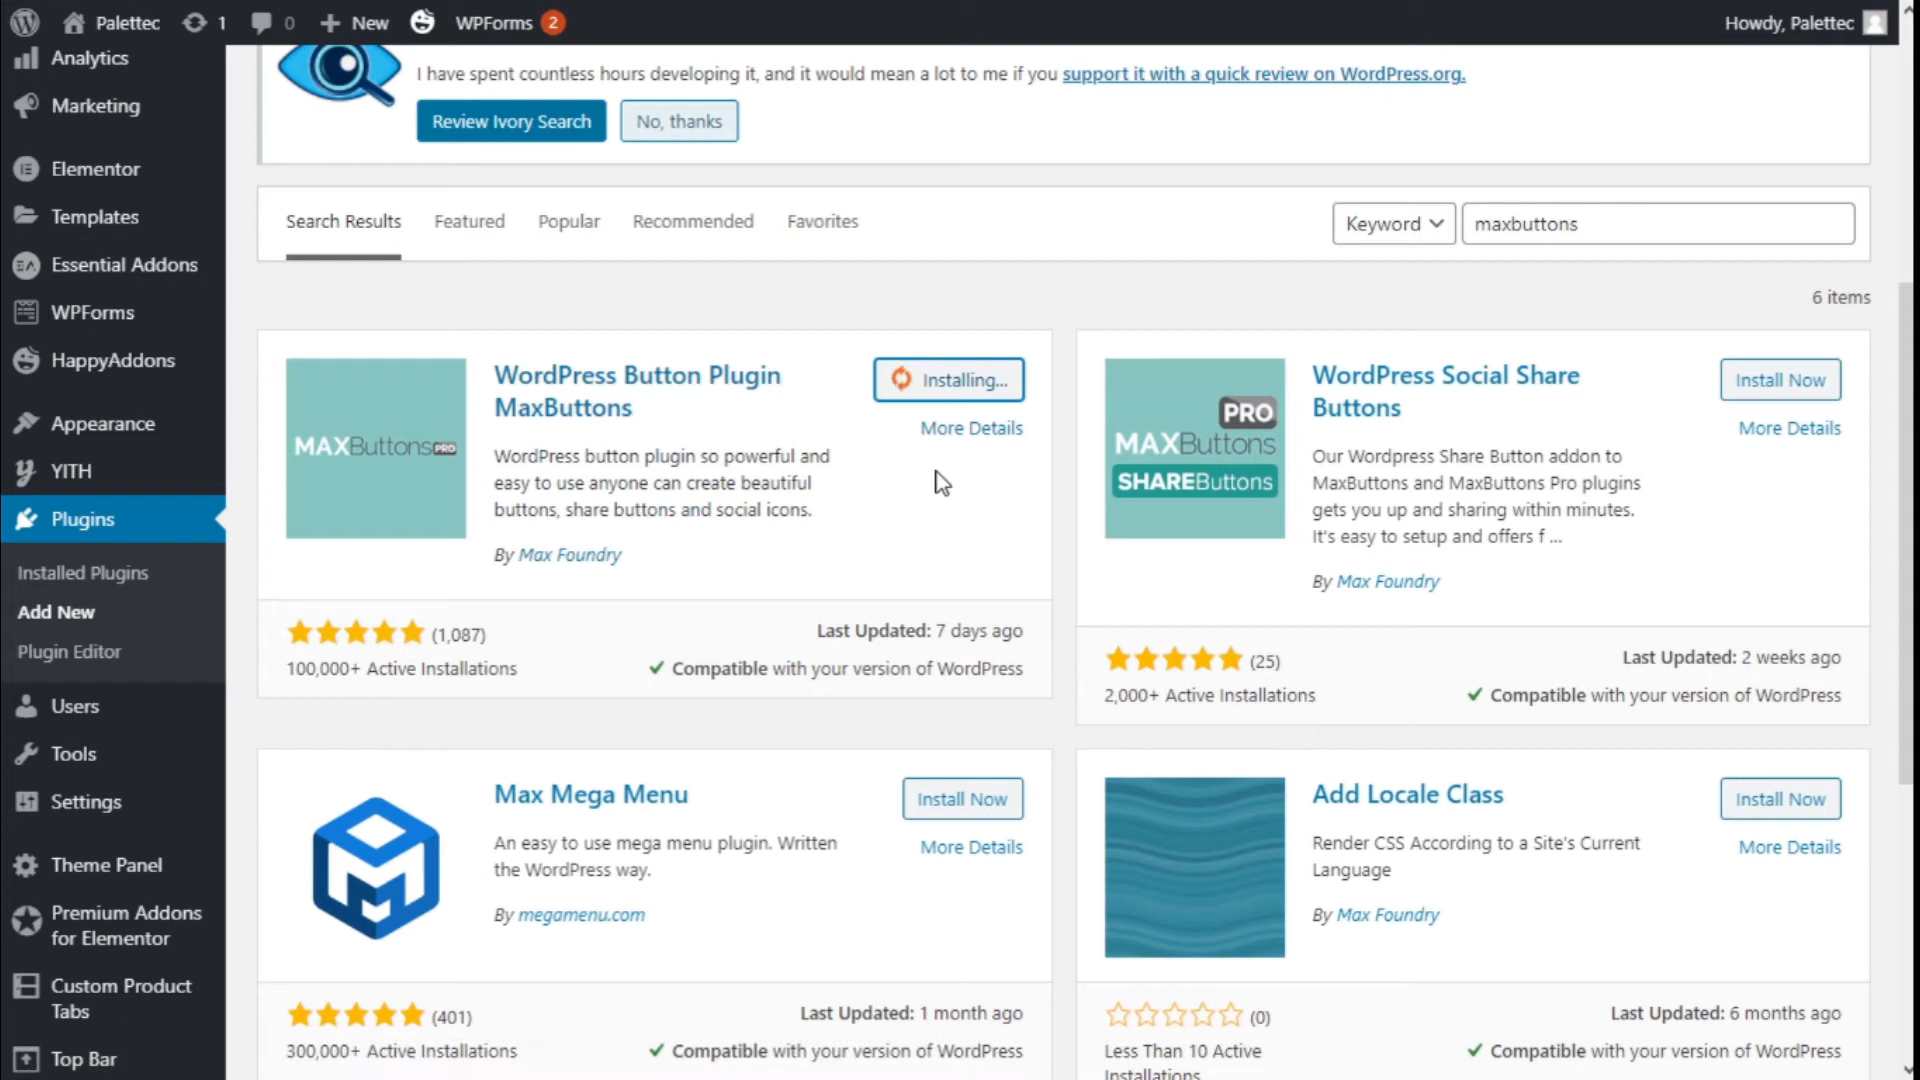 Palettec 1 0 New WPForms 2 Howdy, Palettec
Analytics
Marketing
Elementor
Templates
Essential Addons
WPForms
HappyAddons
Appearance
YITH
Plugins
Installed Plugins
Add New
Plugin Editor
Users
Tools
Settings
Theme Panel
Premium Addons
for Elementor
Custom Product
Tabs
Top Bar
I have spent countless hours developing it, and it would mean a lot to me if you support it with a quick review on WordPress.org.
Review Ivory Search No, thanks
Search Results Featured Popular Recommended Favorites Keyword maxbuttons
6 items
MAXButtons PRO
WordPress Button Plugin
MaxButtons
Installing...
More Details
WordPress button plugin so powerful and
easy to use anyone can create beautiful
buttons, share buttons and social icons.
By Max Foundry
(1,087)
Last Updated: 7 days ago
100,000+ Active Installations
Compatible with your version of WordPress
PRO
MAXButtons
SHAREButtons
WordPress Social Share
Buttons
Install Now
More Details
Our Wordpress Share Button addon to
MaxButtons and MaxButtons Pro plugins
gets you up and sharing within minutes.
It's easy to setup and offers f ...
By Max Foundry
(25)
Last Updated: 2 weeks ago
2,000+ Active Installations
Compatible with your version of WordPress
Max Mega Menu
Install Now
More Details
An easy to use mega menu plugin. Written
the WordPress way.
By megamenu.com
(401)
Last Updated: 1 month ago
300,000+ Active Installations
Compatible with your version of WordPress
Add Locale Class
Install Now
More Details
Render CSS According to a Site's Current
Language
By Max Foundry
(0)
Last Updated: 6 months ago
Less Than 10 Active
Installations
Compatible with your version of WordPress